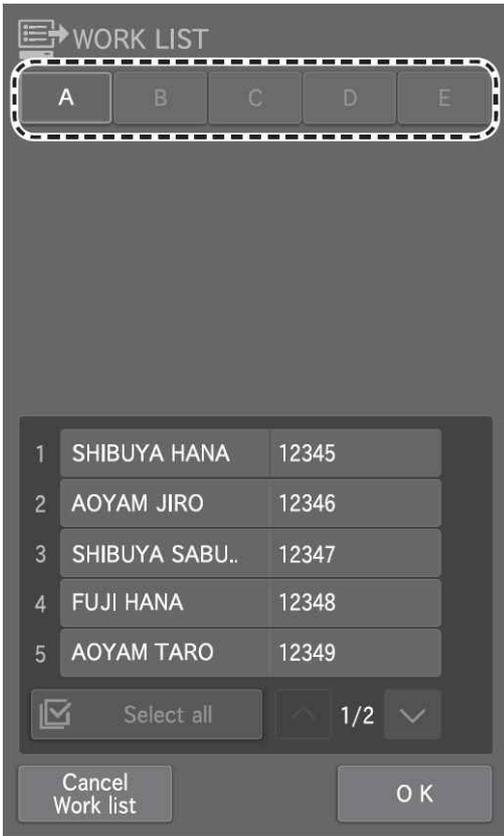 WORK LIST
A B C D E
1 SHIBUYA HANA 12345
2 AOYAM JIRO 12346
3 SHIBUYA SABU.. 12347
4 FUJI HANA 12348
5 AOYAM TARO 12349
Select all 1/2
Cancel
Work list
O K